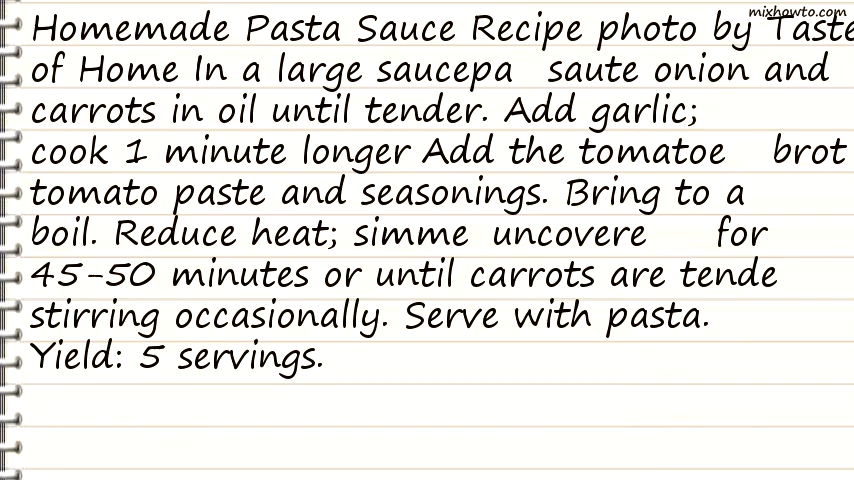 mixhowto.com
Homemade Pasta Sauce Recipe photo by Taste
of Home In a large saucepa saute onion and
carrots in oil until tender. Add garlic;
cook 1 minute longer Add the tomatoe brot
tomato paste and seasonings. Bring to a
boil. Reduce heat; simme uncovere for
45-50 minutes or until carrots are tende
stirring occasionally. Serve with pasta.
Yield: 5 servings.